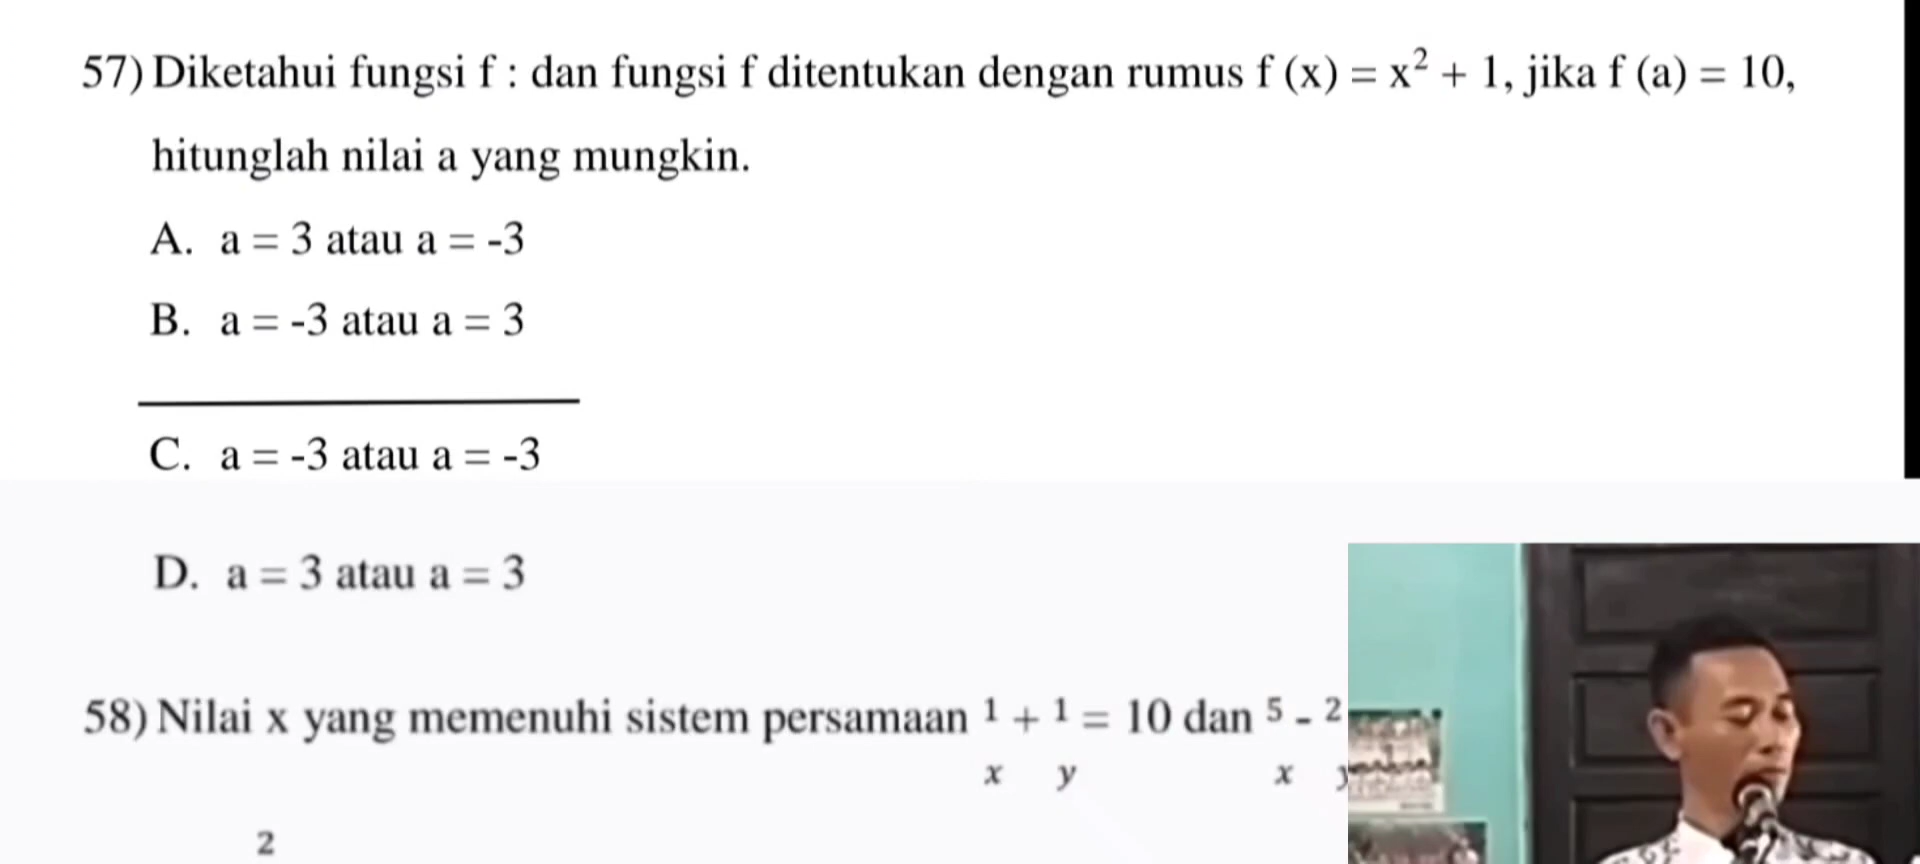 57) Diketahui fungsi f : dan fungsi f ditentukan dengan rumus f (x) = x² + 1, jika f (a) = 10,
hitunglah nilai a yang mungkin.
A. a = 3 atau a = -3
B. a = -3 atau a = 3
C. a = -3 atau a = -3
D. a = 3 atau a = 3
58) Nilai x yang memenuhi sistem persamaan 1 + 1 = 10 dan 5 - 2
x y x
2